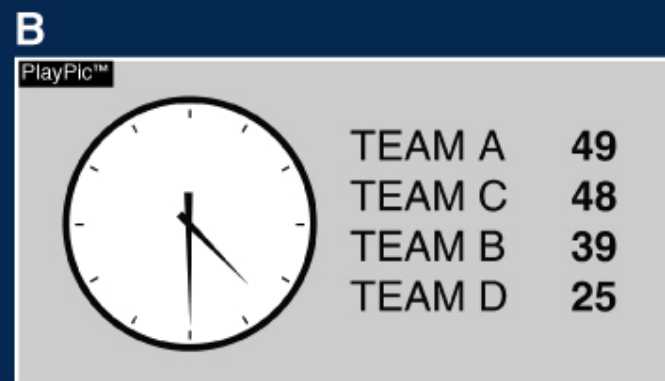 B
PlayPic™
TEAM A 49
TEAM C 48
TEAM B 39
TEAM D 25